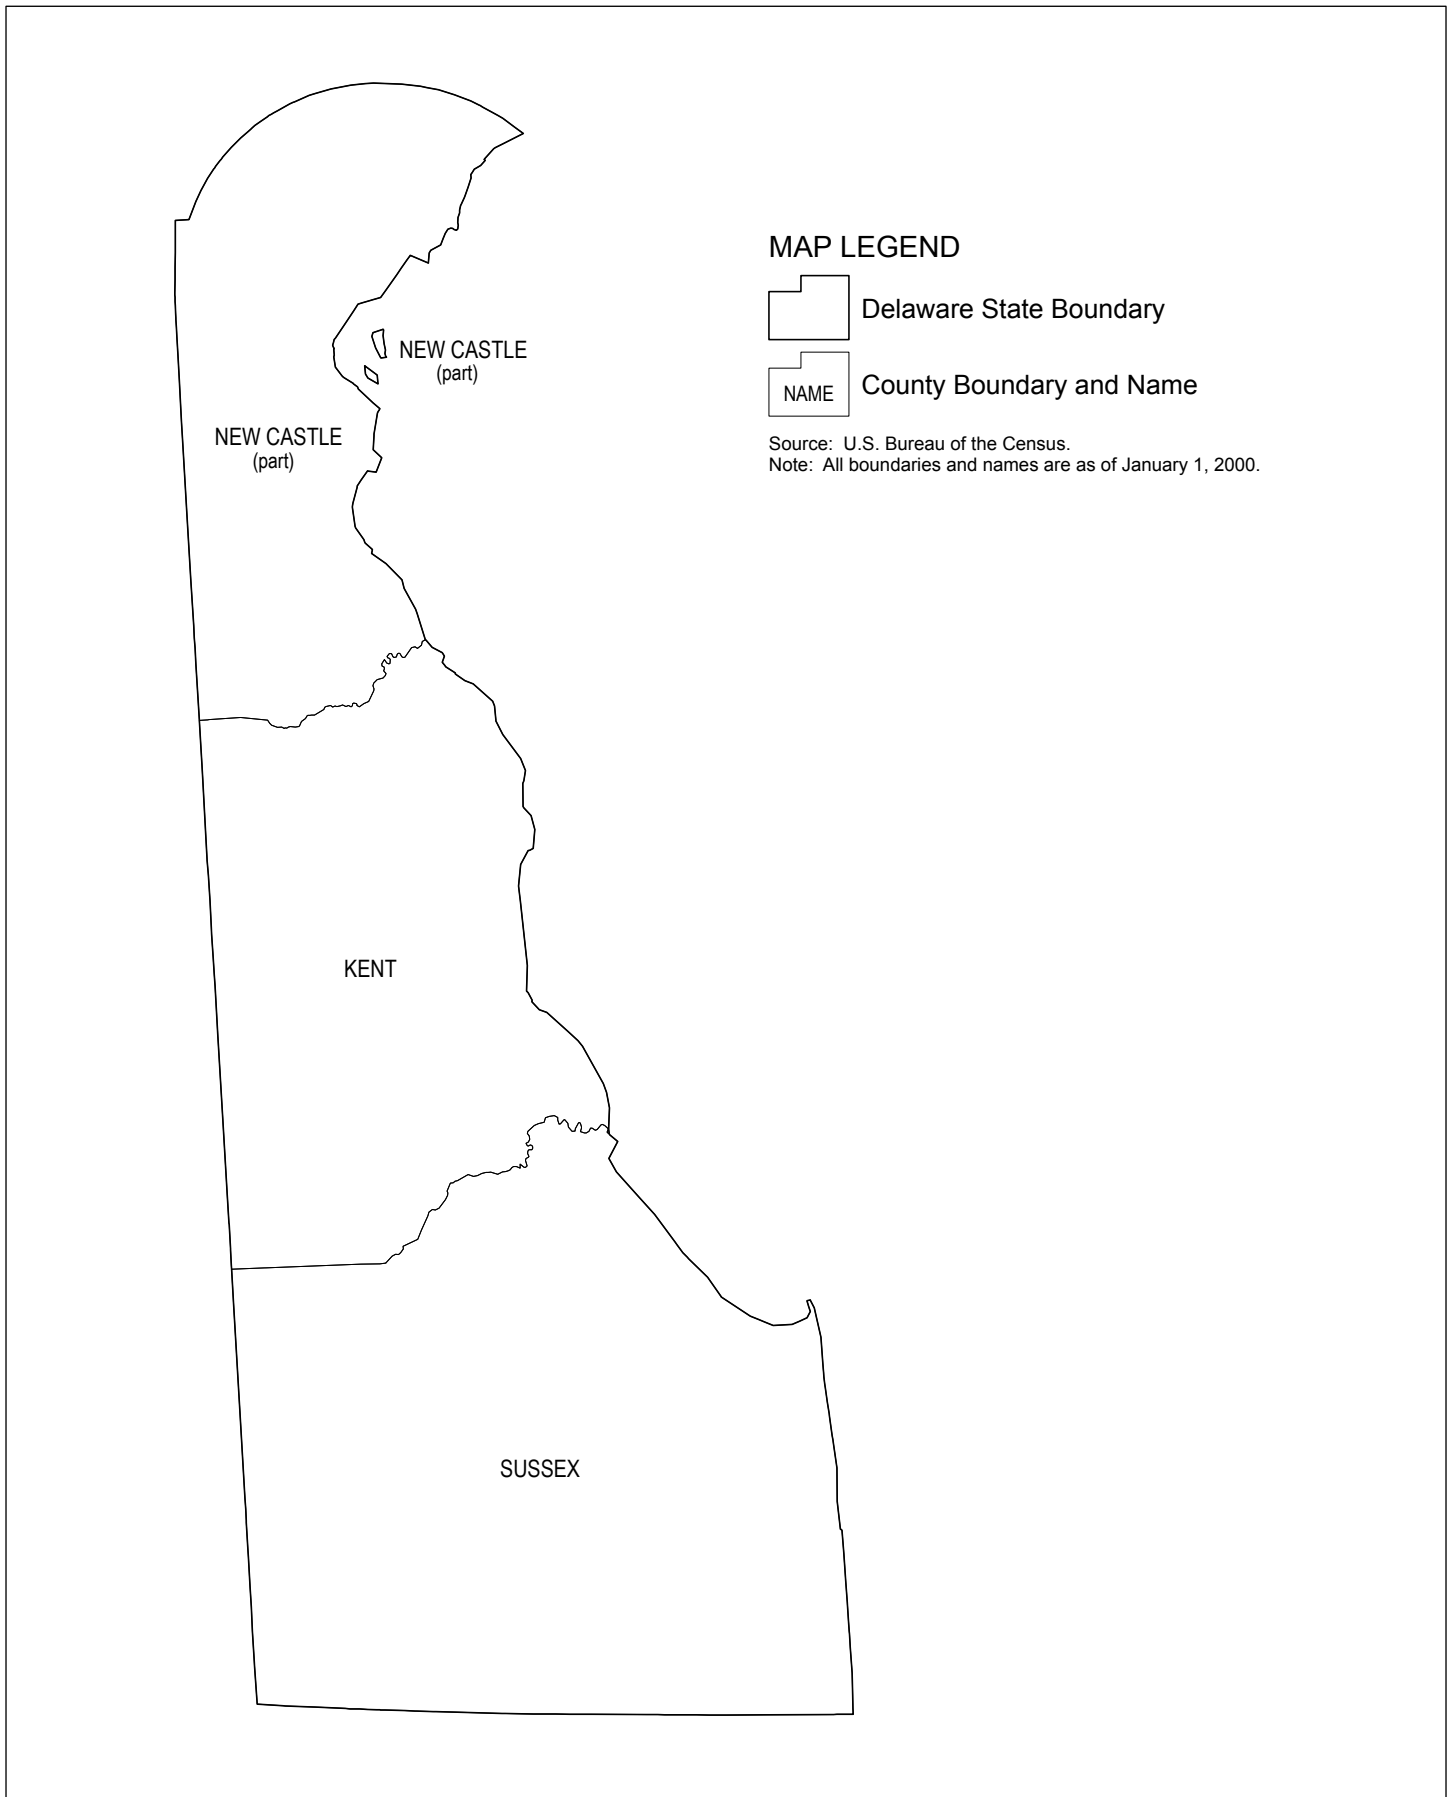 MAP LEGEND
Delaware State Boundary
NEW CASTLE
(part)
NAME
County Boundary and Name
NEW CASTLE
(part)
Source:  U.S. Bureau of the Census.
Note:  All boundaries and names are as of January 1, 2000.
KENT
SUSSEX